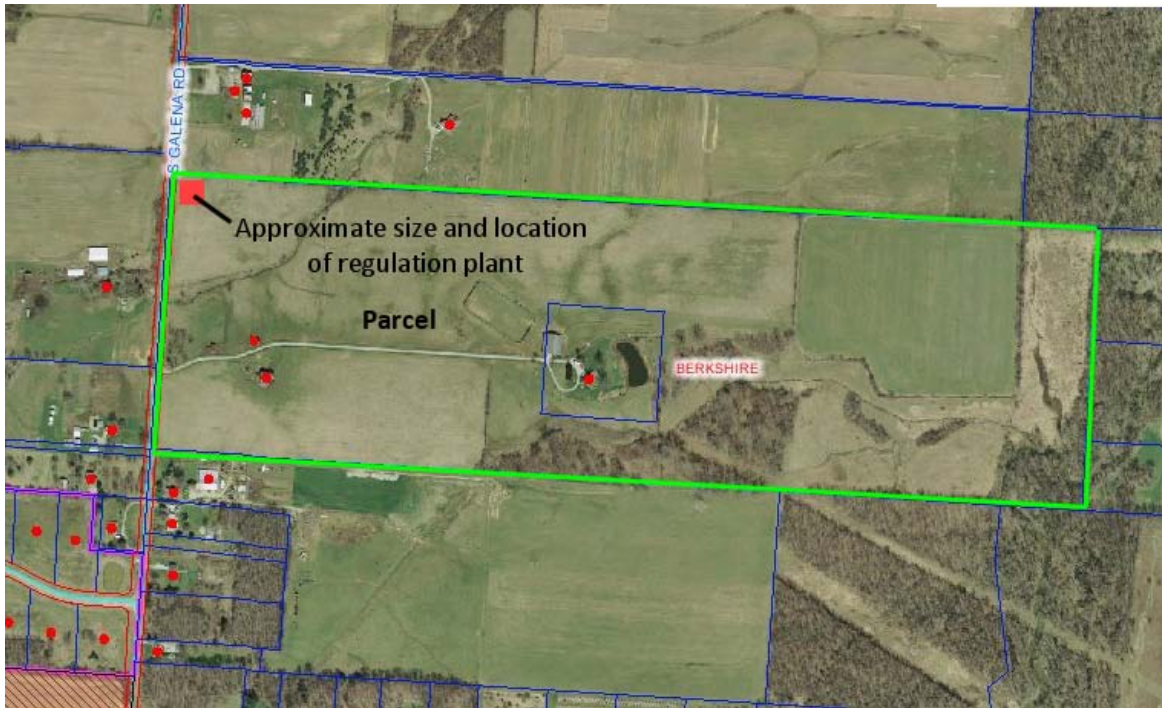 S GALENA RD
Approximate size and location
of regulation plant
Parcel
BERKSHIRE